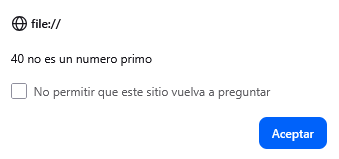 file://
40 no es un numero primo
No permitir que este sitio vuelva a preguntar
Aceptar